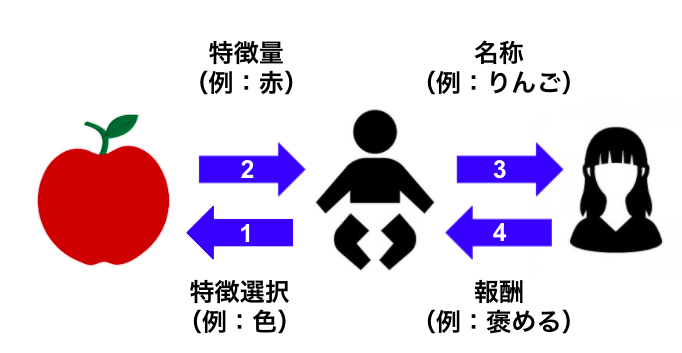 特徴量
（例：赤）
名称
（例：りんご）
2
3
1
4
特徴選択
（例：色）
報酬
（例：褒める）